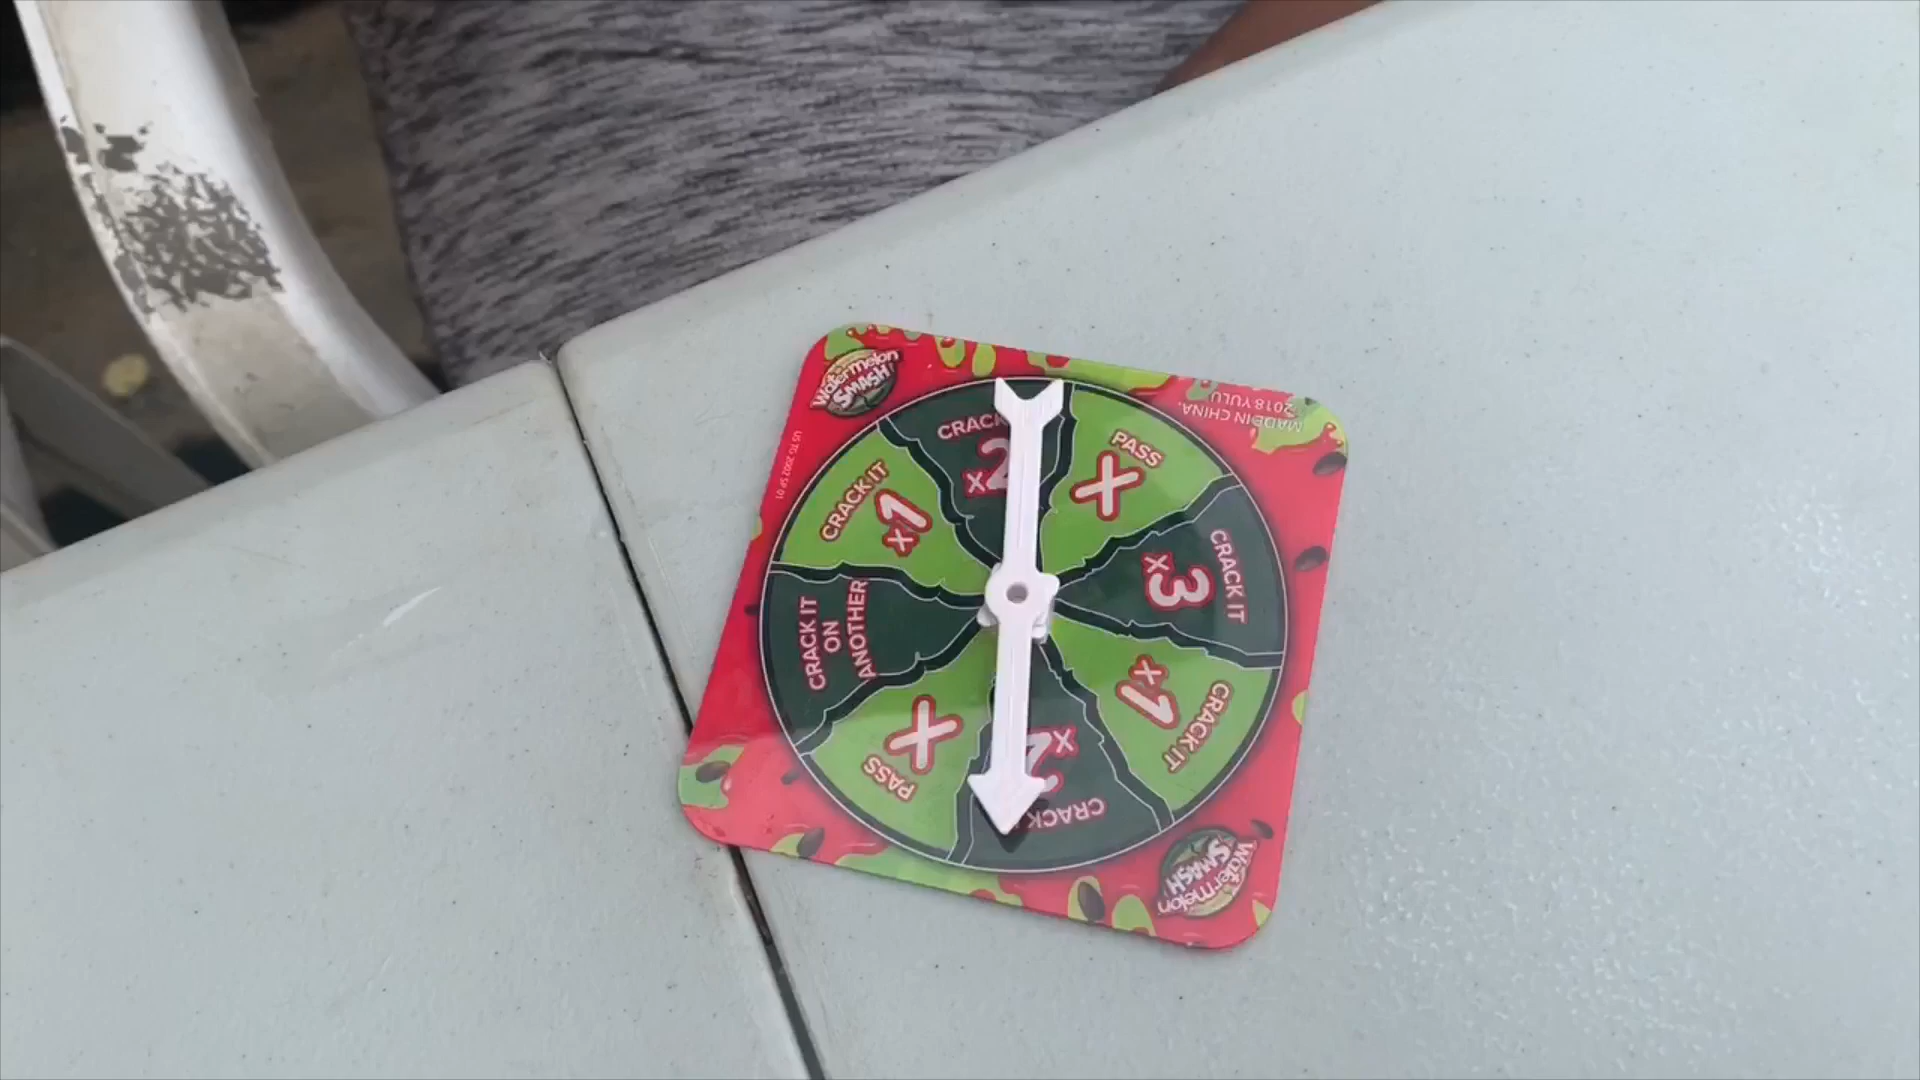 Watermelon
SMASH
MADE IN CHINA.
2018 YULU
CRACK
x2
PASS
X
CRACK IT
x3
CRACK IT
x1
CRACK
x
PASS
X
CRACK IT
ON
ANOTHER
CRACK IT
x1
Watermelon
SMASH